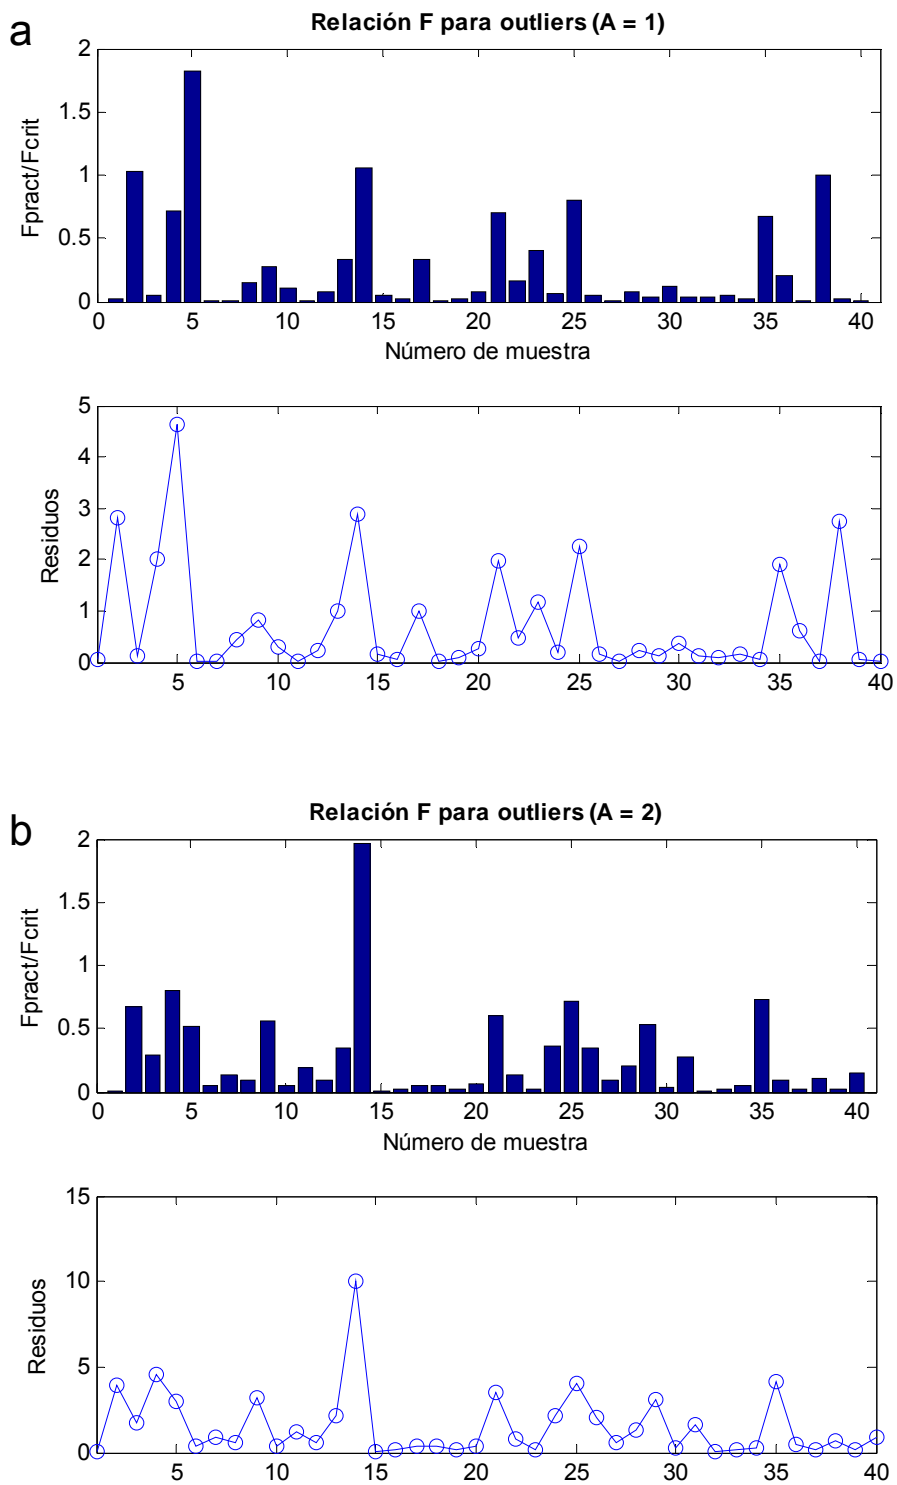 a
Relación F para outliers (A = 1)
2
1.5
1
0.5
0
Fpract/Fcrit
0 5 10 15 20 25 30 35 40
Número de muestra
5
4
3
2
1
0
Residuos
5 10 15 20 25 30 35 40
b
Relación F para outliers (A = 2)
2
1.5
1
0.5
0
Fpract/Fcrit
0 5 10 15 20 25 30 35 40
Número de muestra
15
10
5
0
Residuos
5 10 15 20 25 30 35 40